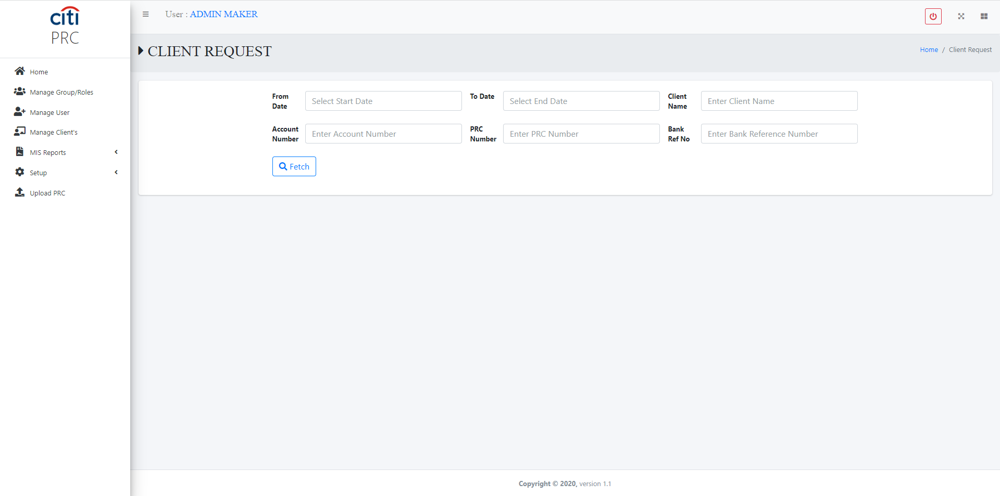 citi
PRC
Home
Manage Group/Roles
Manage User
Manage Client's
MIS Reports
Setup
Upload PRC
User : ADMIN MAKER
CLIENT REQUEST
Home / Client Request
From Date
Select Start Date
To Date
Select End Date
Client Name
Enter Client Name
Account Number
Enter Account Number
PRC Number
Enter PRC Number
Bank Ref No
Enter Bank Reference Number
Fetch
Copyright © 2020, version 1.1